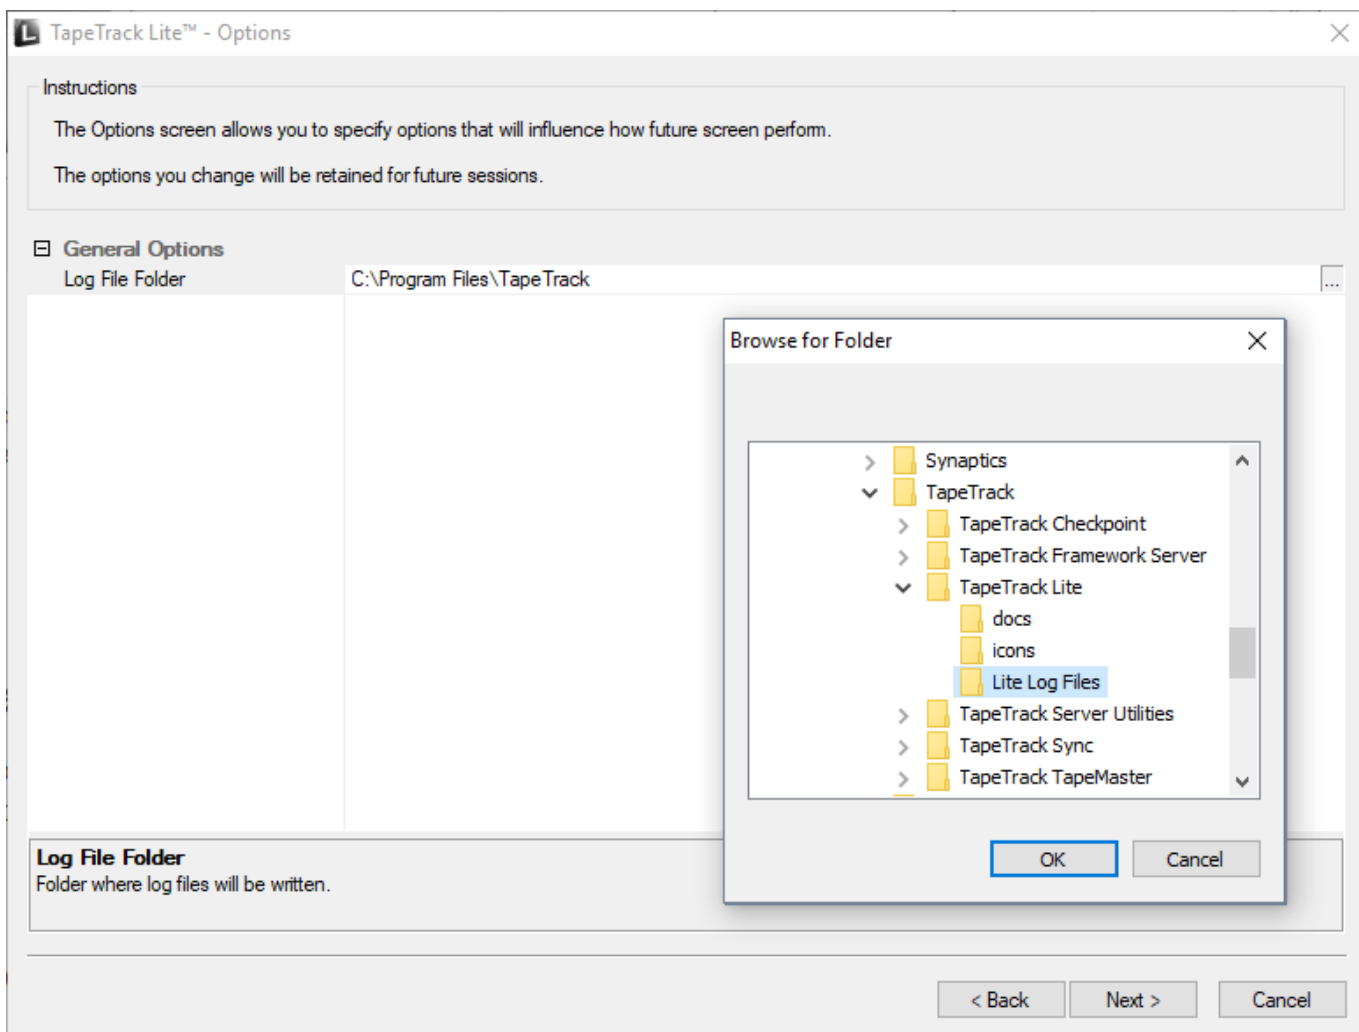 TapeTrack Lite™ - Options
Instructions
The Options screen allows you to specify options that will influence how future screen perform.
The options you change will be retained for future sessions.
General Options
Log File Folder
C:\Program Files\TapeTrack
...
Browse for Folder
Synaptics
TapeTrack
TapeTrack Checkpoint
TapeTrack Framework Server
TapeTrack Lite
docs
icons
Lite Log Files
TapeTrack Server Utilities
TapeTrack Sync
TapeTrack TapeMaster
OK
Cancel
Log File Folder
Folder where log files will be written.
< Back
Next >
Cancel